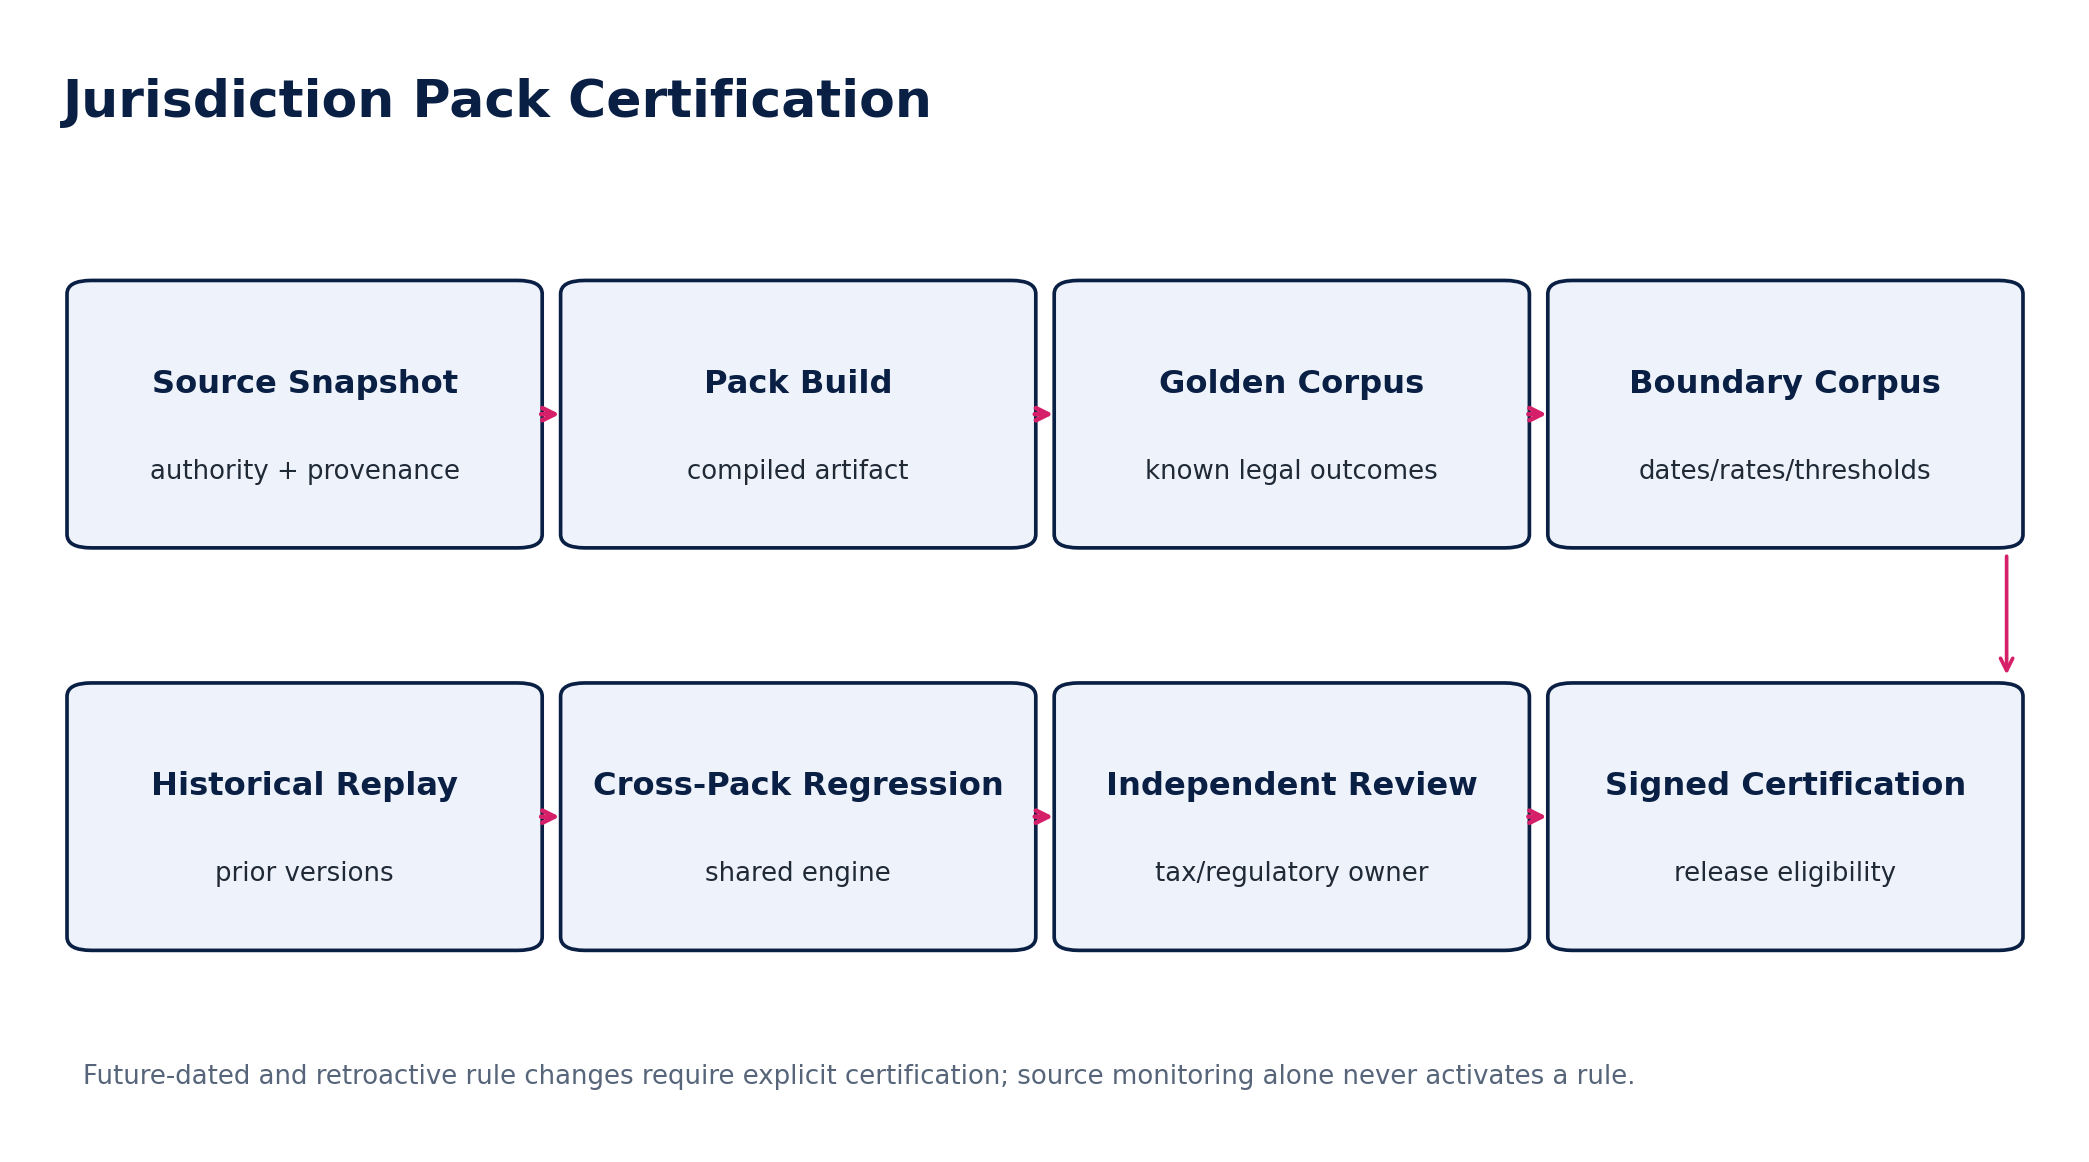 Jurisdiction Pack Certification
Source Snapshot
authority + provenance
Pack Build
compiled artifact
Golden Corpus
known legal outcomes
Boundary Corpus
dates/rates/thresholds
Historical Replay
prior versions
Cross-Pack Regression
shared engine
Independent Review
tax/regulatory owner
Signed Certification
release eligibility
Future-dated and retroactive rule changes require explicit certification; source monitoring alone never activates a rule.